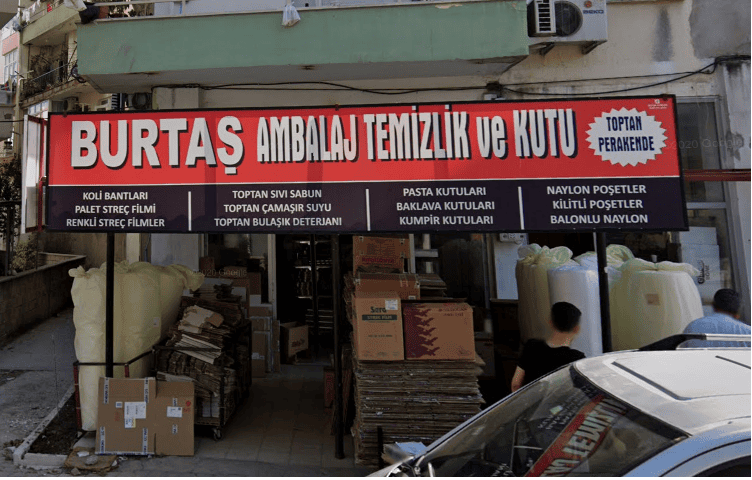 BURTAŞ AMBALAJ TEMİZLİK ve KUTU
TOPTAN
PERAKENDE
KOLİ BANTLARI
PALET STREÇ FİLMİ
RENKLİ STREÇ FİLMLER
TOPTAN SIVI SABUN
TOPTAN ÇAMAŞIR SUYU
TOPTAN BULAŞIK DETERJANI
PASTA KUTULARI
BAKLAVA KUTULARI
KUMPİR KUTULARI
NAYLON POŞETLER
KİLİTLİ POŞETLER
BALONLU NAYLON